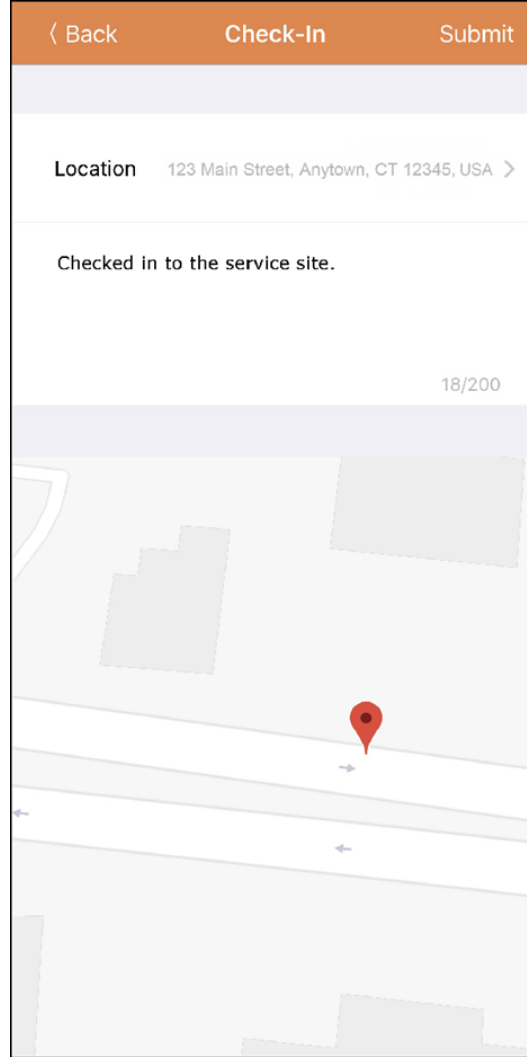 〈 Back Check-In Submit
Location 123 Main Street, Anytown, CT 12345, USA >
Checked in to the service site.
18/200